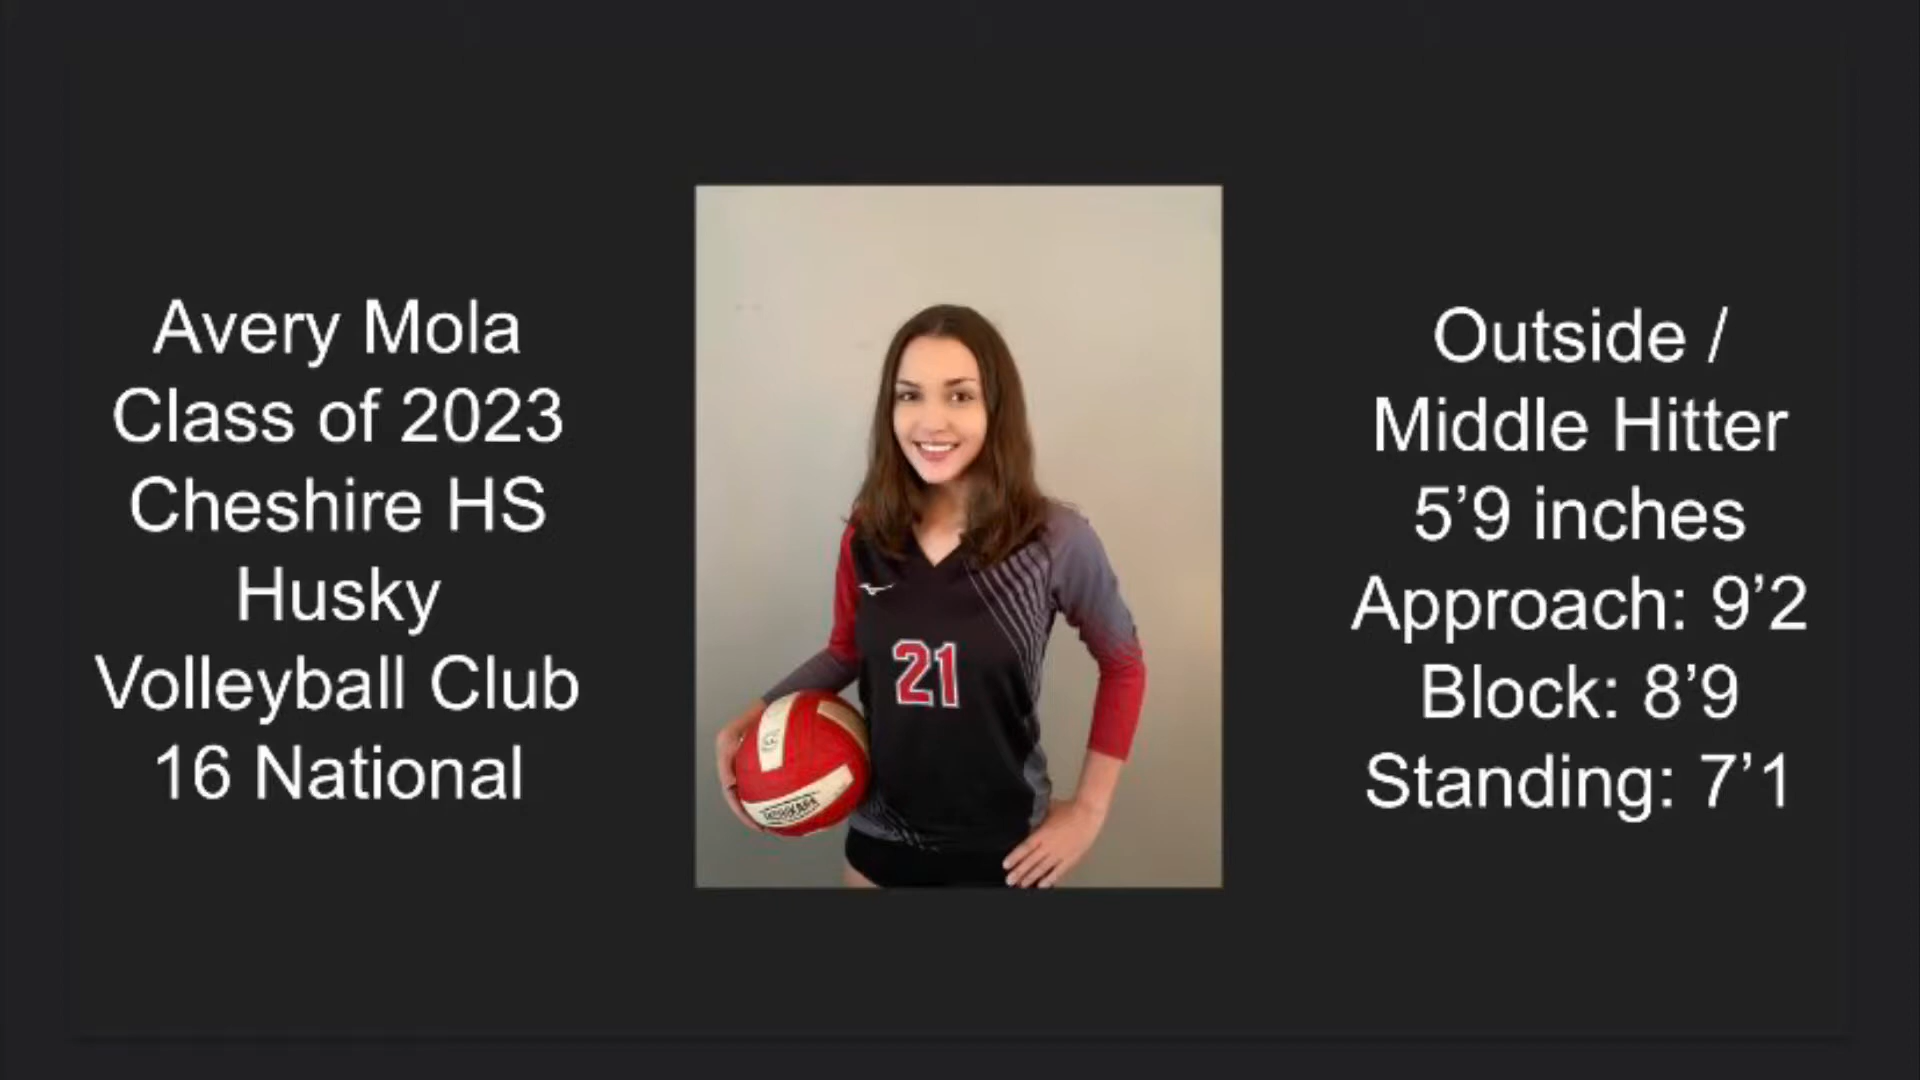 Avery Mola
Class of 2023
Cheshire HS
Husky
Volleyball Club
16 National
21
Outside /
Middle Hitter
5’9 inches
Approach: 9’2
Block: 8’9
Standing: 7’1